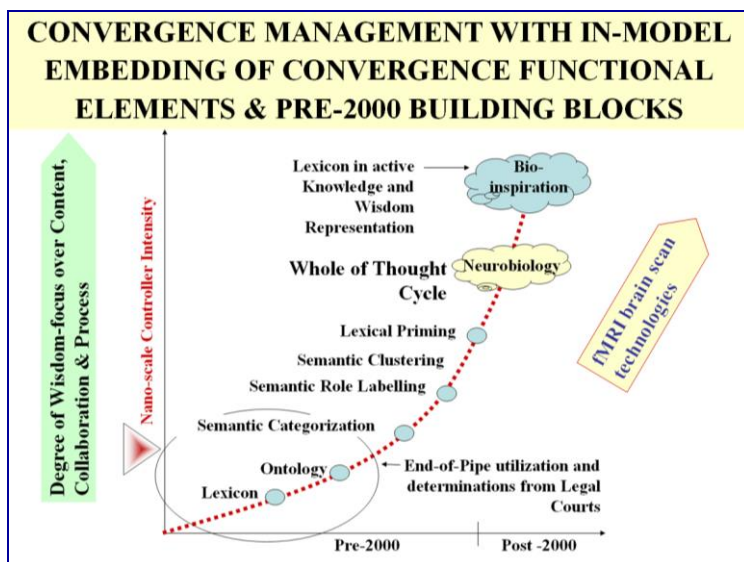 CONVERGENCE MANAGEMENT WITH IN-MODEL
EMBEDDING OF CONVERGENCE FUNCTIONAL
ELEMENTS & PRE-2000 BUILDING BLOCKS
Degree of Wisdom-focus over Content,
Collaboration & Process
Nano-scale Controller Intensity
Lexicon in active
Knowledge and
Wisdom
Representation
Bio-
inspiration
Whole of Thought
Cycle
Neurobiology
fMRI brain scan
technologies
Lexical Priming
Semantic Clustering
Semantic Role Labelling
Semantic Categorization
Ontology
Lexicon
End-of-Pipe utilization and
determinations from Legal
Courts
Pre-2000
Post -2000